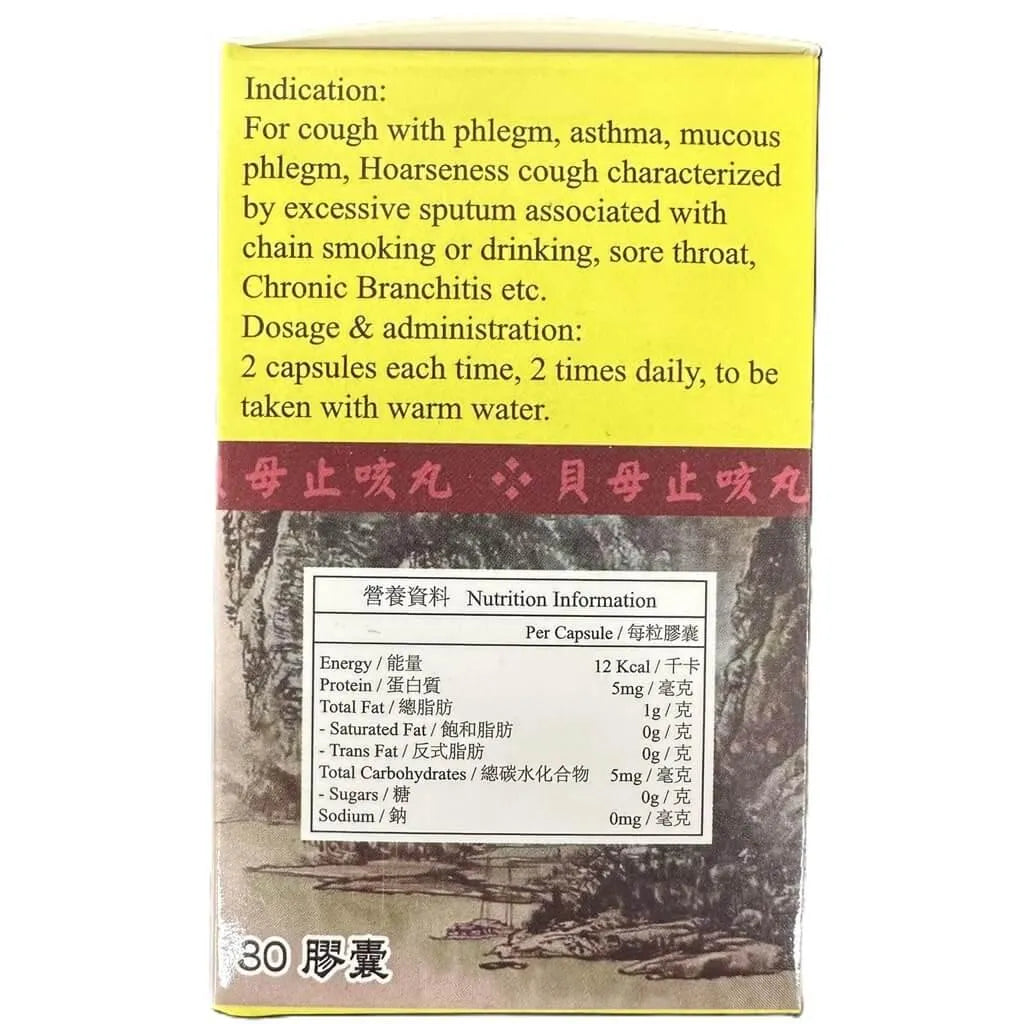 Indication:
For cough with phlegm, asthma, mucous
phlegm, Hoarseness cough characterized
by excessive sputum associated with
chain smoking or drinking, sore throat,
Chronic Branchitis etc.
Dosage & administration:
2 capsules each time, 2 times daily, to be
taken with warm water.
母止咳丸 貝母止咳丸
營養資料 Nutrition Information
Per Capsule / 每粒膠囊
Energy / 能量 12 Kcal / 千卡
Protein / 蛋白質 5mg / 毫克
Total Fat / 總脂肪 1g / 克
- Saturated Fat / 飽和脂肪 0g / 克
- Trans Fat / 反式脂肪 0g / 克
Total Carbohydrates / 總碳水化合物 5mg / 毫克
- Sugars / 糖 0g / 克
Sodium / 鈉 0mg / 毫克
30 膠囊